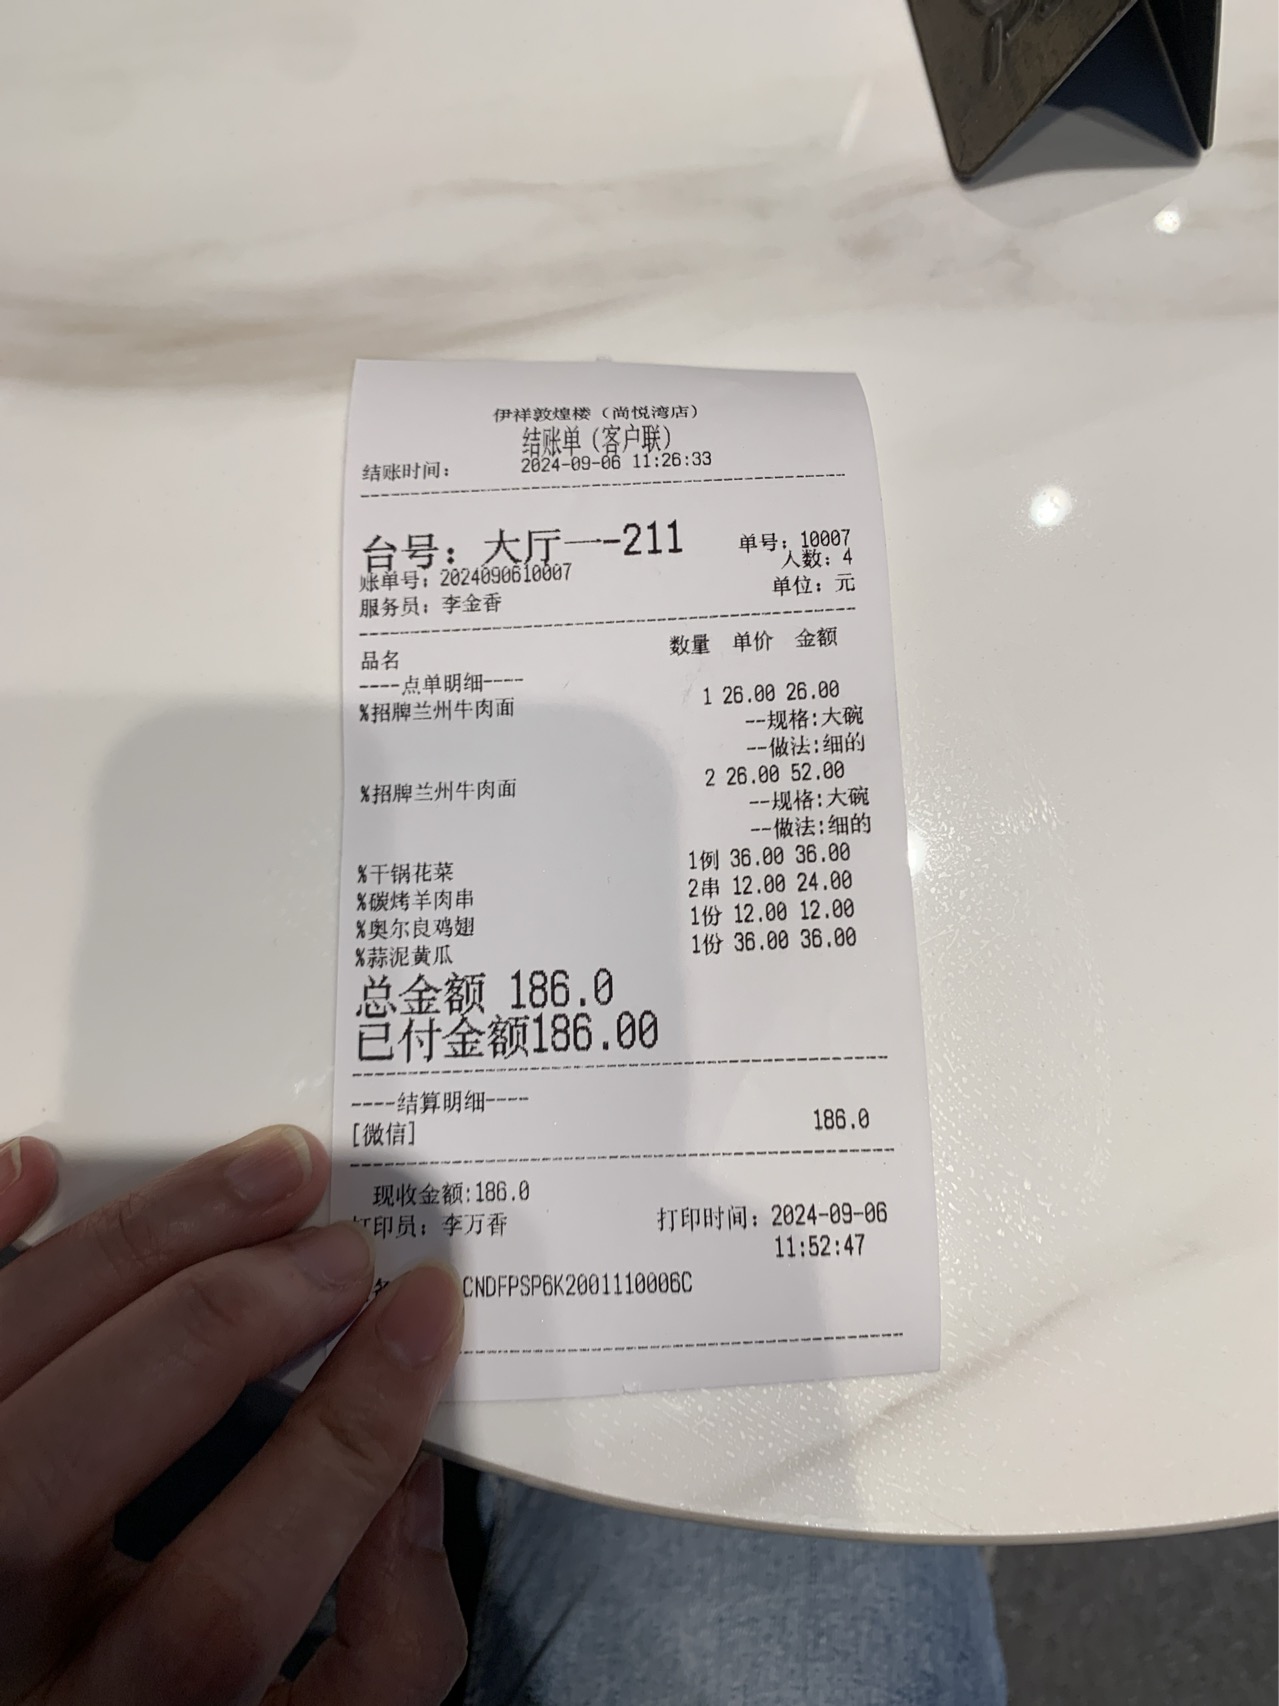 伊祥敦煌楼（尚悦湾店）
结账单（客户联）
结账时间： 2024-09-06 11:26:33
台号：大厅一-211 单号：10007
人数：4
账单号：2024090610007 单位：元
服务员：李金香
品名 数量 单价 金额
----点单明细----
%招牌兰州牛肉面 1 26.00 26.00
--规格:大碗
--做法:细的
%招牌兰州牛肉面 2 26.00 52.00
--规格:大碗
--做法:细的
%干锅花菜 1例 36.00 36.00
%碳烤羊肉串 2串 12.00 24.00
%奥尔良鸡翅 1份 12.00 12.00
%蒜泥黄瓜 1份 36.00 36.00
总金额 186.0
已付金额186.00
----结算明细----
[微信] 186.0
现收金额:186.0
打印员：李万香 打印时间：2024-09-06
11:52:47
CNDFPSP6K2001110006C